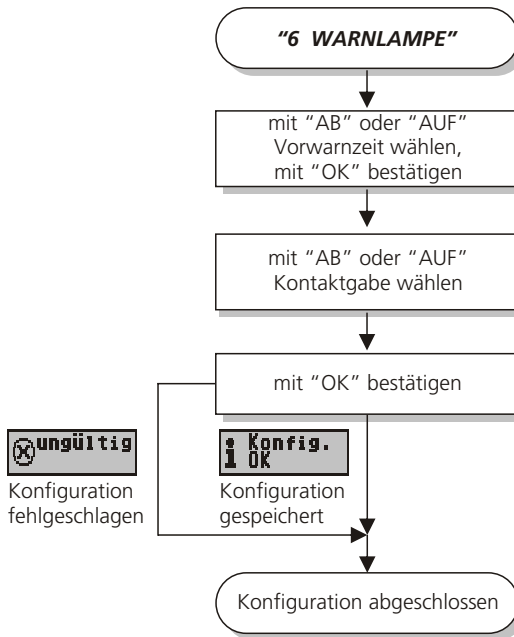 "6 WARNLAMPE"
mit "AB" oder "AUF"
Vorwarnzeit wählen,
mit "OK" bestätigen
mit "AB" oder "AUF"
Kontaktgabe wählen
mit "OK" bestätigen
ungültig
Konfiguration
fehlgeschlagen
i Konfig.
OK
Konfiguration
gespeichert
Konfiguration abgeschlossen